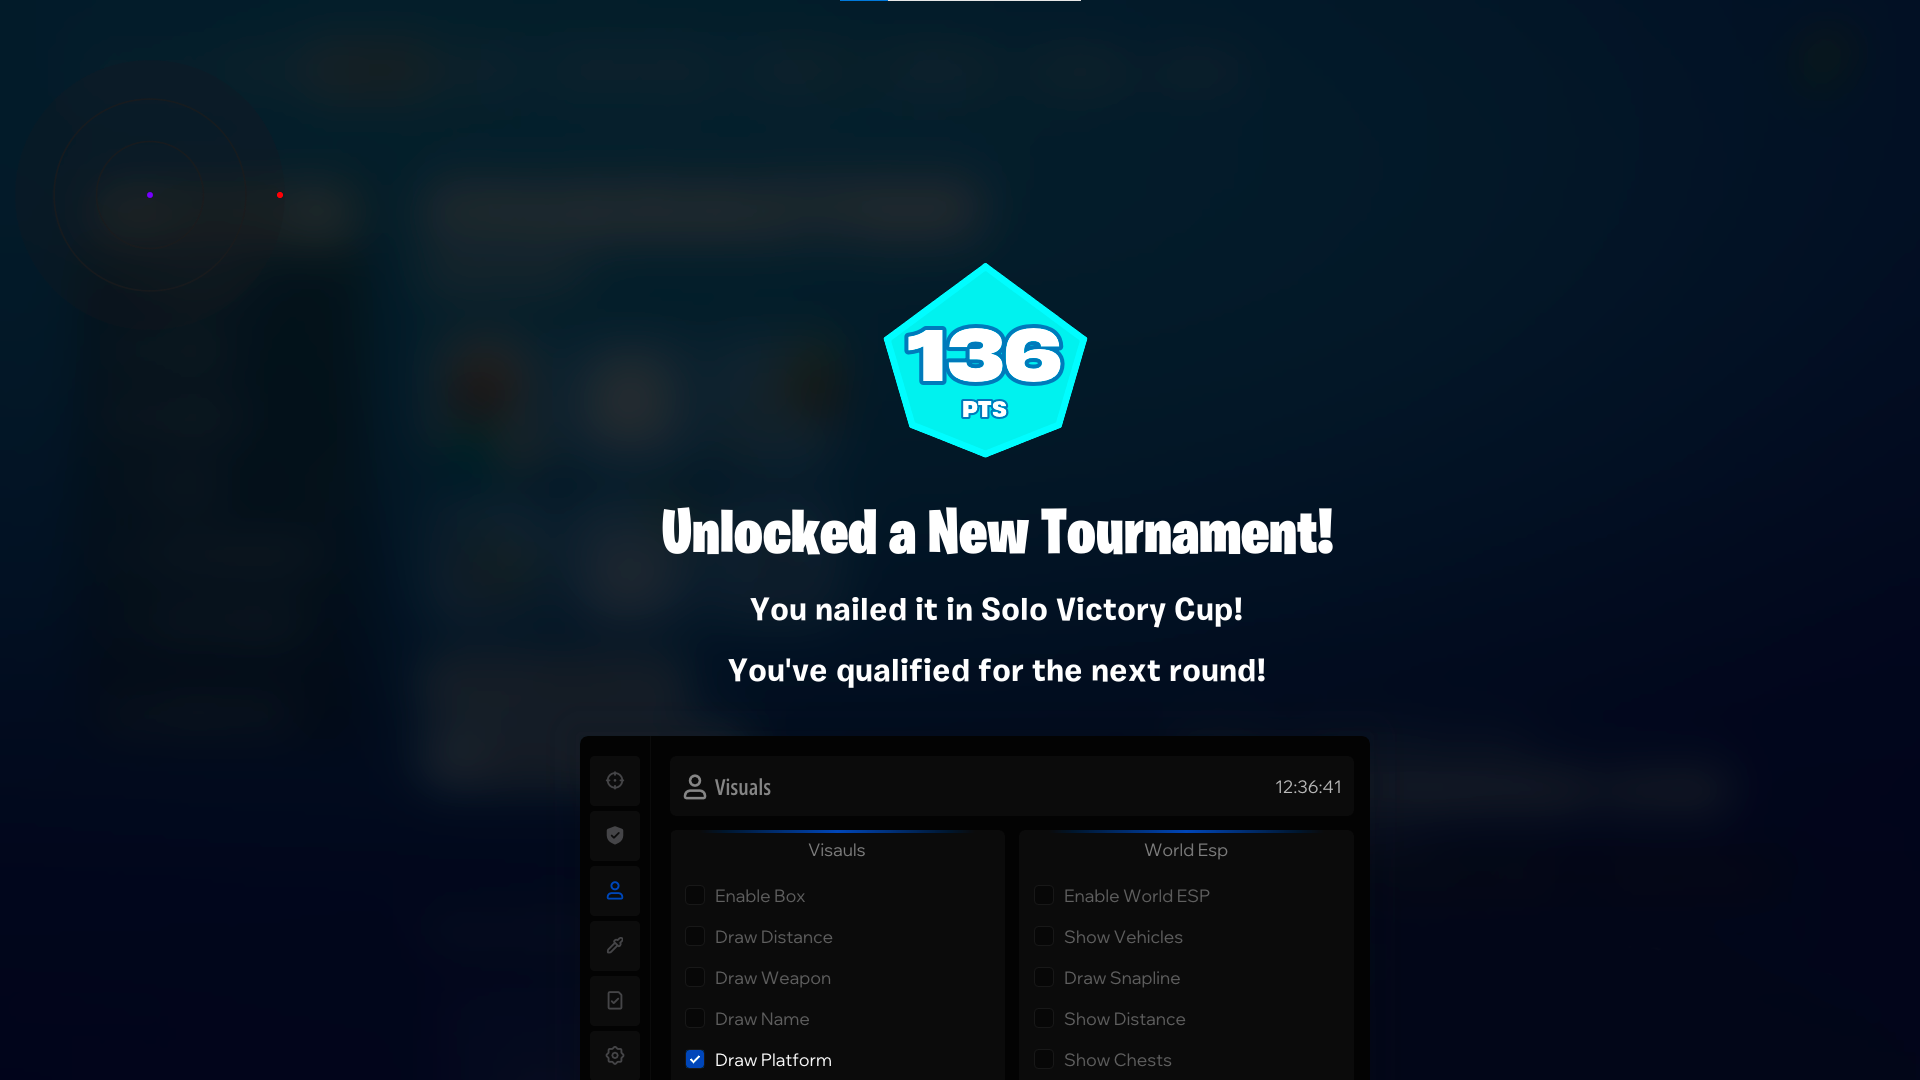 136
PTS
Unlocked a New Tournament!
You nailed it in Solo Victory Cup!
You've qualified for the next round!
Visuals
12:36:41
Visauls
Enable Box
Draw Distance
Draw Weapon
Draw Name
Draw Platform
World Esp
Enable World ESP
Show Vehicles
Draw Snapline
Show Distance
Show Chests